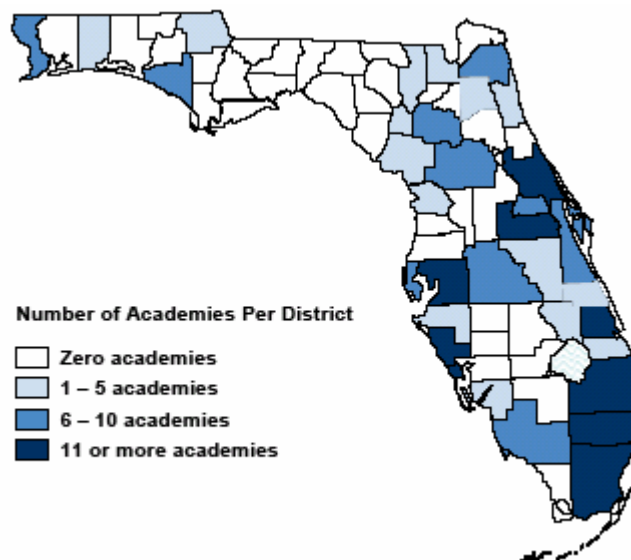 Number of Academies Per District
Zero academies
1 – 5 academies
6 – 10 academies
11 or more academies